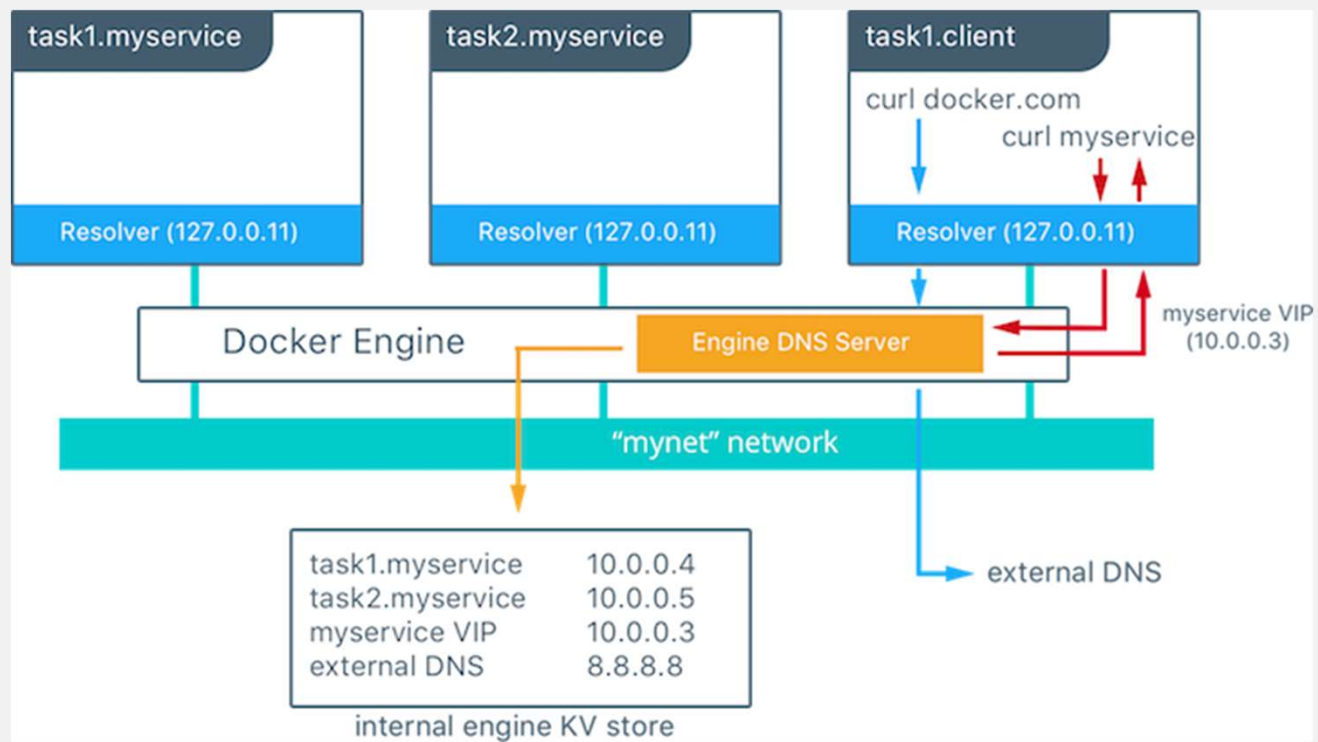 task1.myservice
task2.myservice
task1.client
curl docker.com
curl myservice
Resolver (127.0.0.11)
Resolver (127.0.0.11)
Resolver (127.0.0.11)
myservice VIP
(10.0.0.3)
Docker Engine
Engine DNS Server
“mynet” network
task1.myservice 10.0.0.4
task2.myservice 10.0.0.5
myservice VIP 10.0.0.3
external DNS 8.8.8.8
external DNS
internal engine KV store